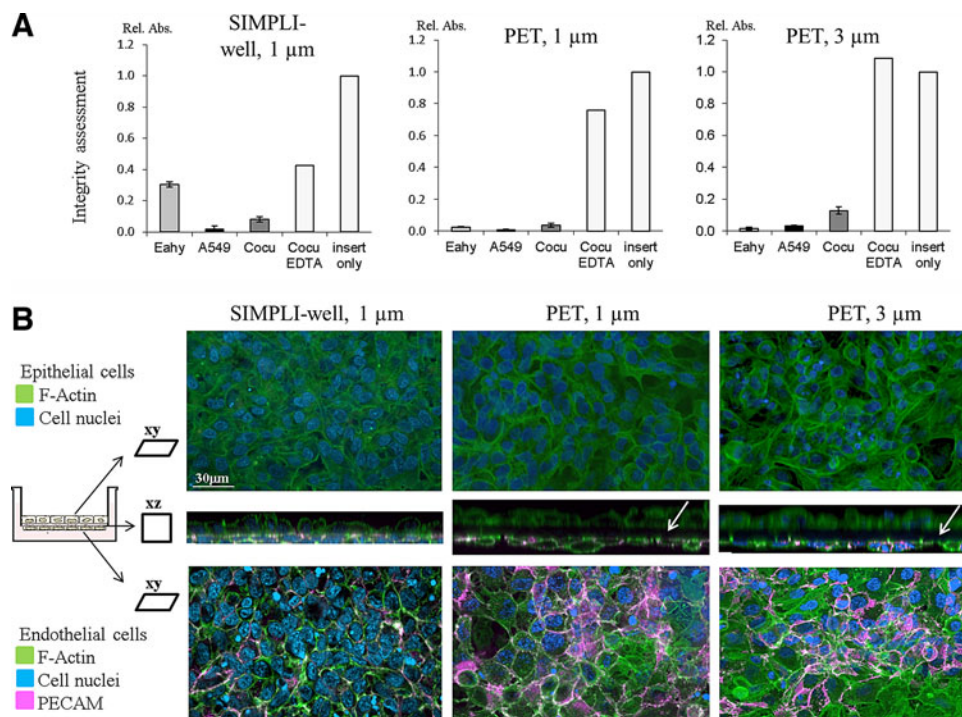 A
Rel. Abs.
SIMPLI-
well, 1 µm
Integrity assessment
1.2
1.0
0.8
0.6
0.4
0.2
0.0
Eahy
A549
Cocu
Cocu
EDTA
insert
only
Rel. Abs.
PET, 1 µm
1.2
1.0
0.8
0.6
0.4
0.2
0.0
Eahy
A549
Cocu
Cocu
EDTA
insert
only
Rel. Abs.
PET, 3 µm
1.2
1.0
0.8
0.6
0.4
0.2
0.0
Eahy
A549
Cocu
Cocu
EDTA
insert
only
B
SIMPLI-well, 1 µm
PET, 1 µm
PET, 3 µm
Epithelial cells
F-Actin
Cell nuclei
xy
30µm
xz
xy
Endothelial cells
F-Actin
Cell nuclei
PECAM